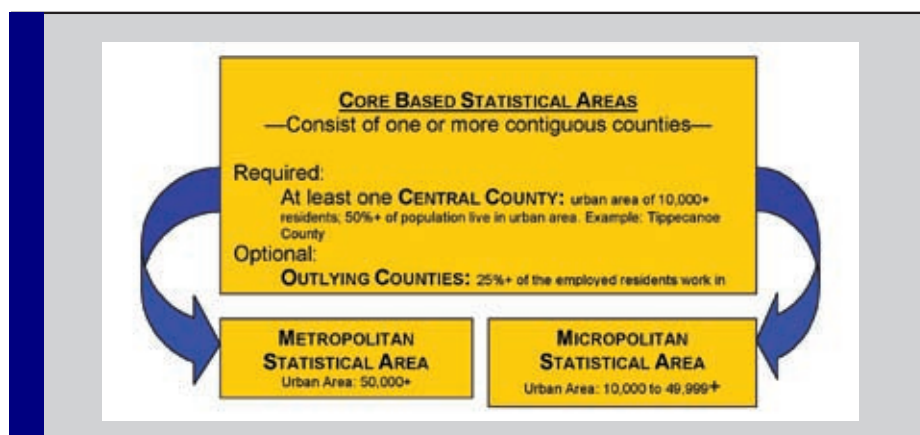 CORE BASED STATISTICAL AREAS
—Consist of one or more contiguous counties—
Required:
At least one CENTRAL COUNTY: urban area of 10,000+
residents; 50%+ of population live in urban area. Example: Tippecanoe
County
Optional:
OUTLYING COUNTIES: 25%+ of the employed residents work in
METROPOLITAN
STATISTICAL AREA
Urban Area: 50,000+
MICROPOLITAN
STATISTICAL AREA
Urban Area: 10,000 to 49,999+